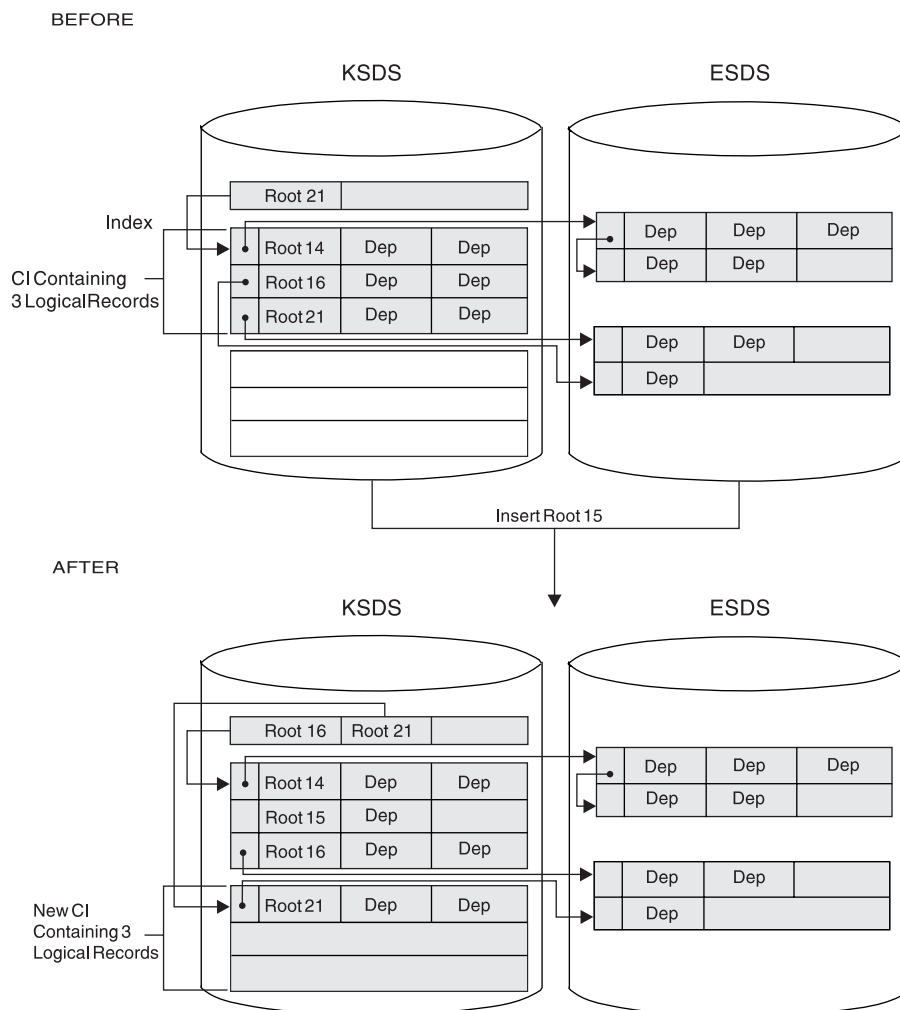 BEFORE
KSDS ESDS
Root 21
Index
CI Containing
3 Logical Records
Root 14 Dep Dep
Root 16 Dep Dep
Root 21 Dep Dep
Dep Dep Dep
Dep Dep
Dep Dep
Dep
Insert Root 15
AFTER
KSDS ESDS
Root 16 Root 21
Root 14 Dep Dep
Root 15 Dep
Root 16 Dep Dep
Dep Dep Dep
Dep Dep
New CI
Containing 3
Logical Records
Root 21 Dep Dep
Dep Dep
Dep